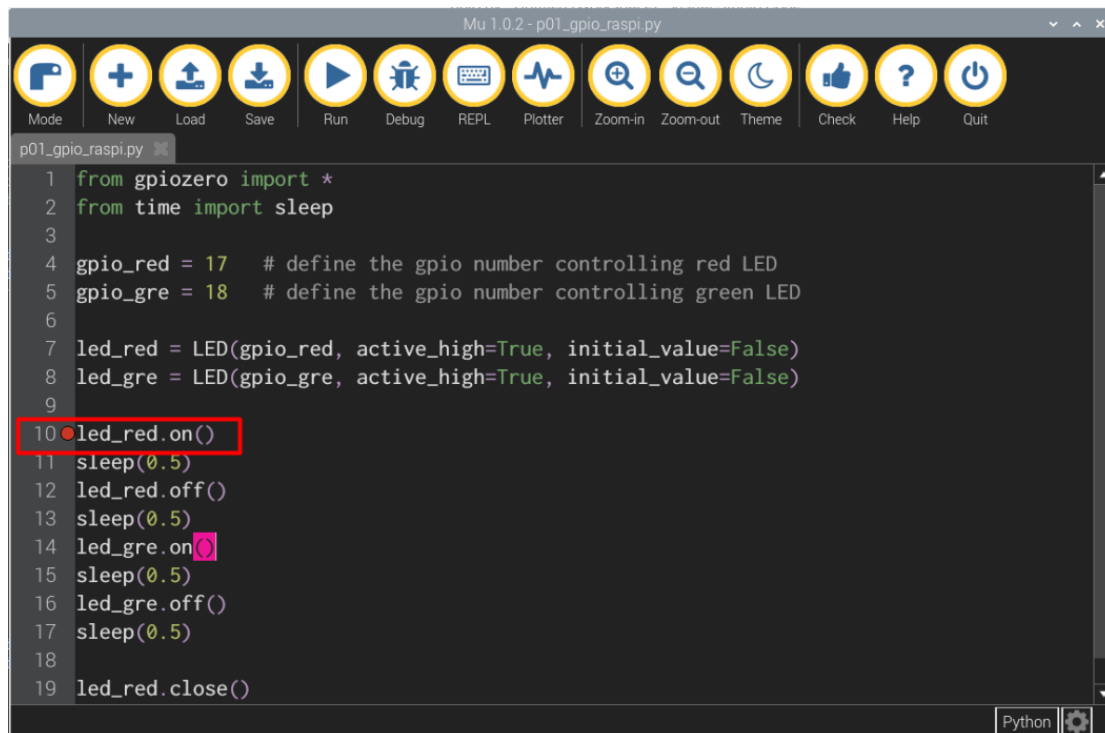 Mu 1.0.2 - p01_gpio_raspi.py
Mode New Load Save Run Debug REPL Plotter Zoom-in Zoom-out Theme Check Help Quit
p01_gpio_raspi.py
1 from gpiozero import *
2 from time import sleep
3
4 gpio_red = 17   # define the gpio number controlling red LED
5 gpio_gre = 18   # define the gpio number controlling green LED
6
7 led_red = LED(gpio_red, active_high=True, initial_value=False)
8 led_gre = LED(gpio_gre, active_high=True, initial_value=False)
9
10 led_red.on()
11 sleep(0.5)
12 led_red.off()
13 sleep(0.5)
14 led_gre.on()
15 sleep(0.5)
16 led_gre.off()
17 sleep(0.5)
18
19 led_red.close()
Python